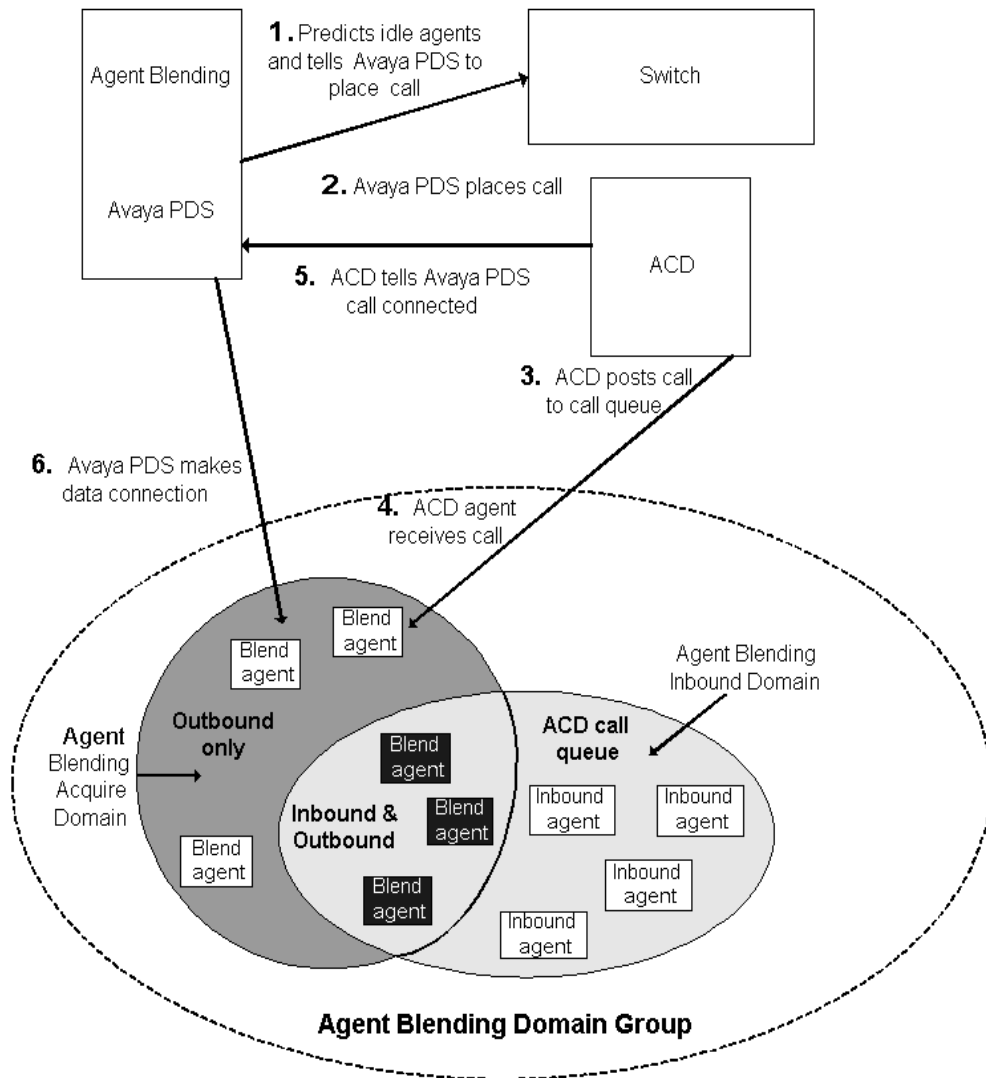 1. Predicts idle agents
and tells Avaya PDS to
place call
Agent Blending
Switch
2. Avaya PDS places call
Avaya PDS
ACD
5. ACD tells Avaya PDS
call connected
3. ACD posts call
to call queue
6. Avaya PDS makes
data connection
4. ACD agent
receives call
Blend
agent
Blend
agent
Agent Blending
Inbound Domain
Outbound
only
ACD call
queue
Agent
Blending
Acquire
Domain
Blend
agent
Inbound
agent
Inbound
agent
Blend
agent
Inbound &
Outbound
Blend
agent
Inbound
agent
Blend
agent
Inbound
agent
Agent Blending Domain Group